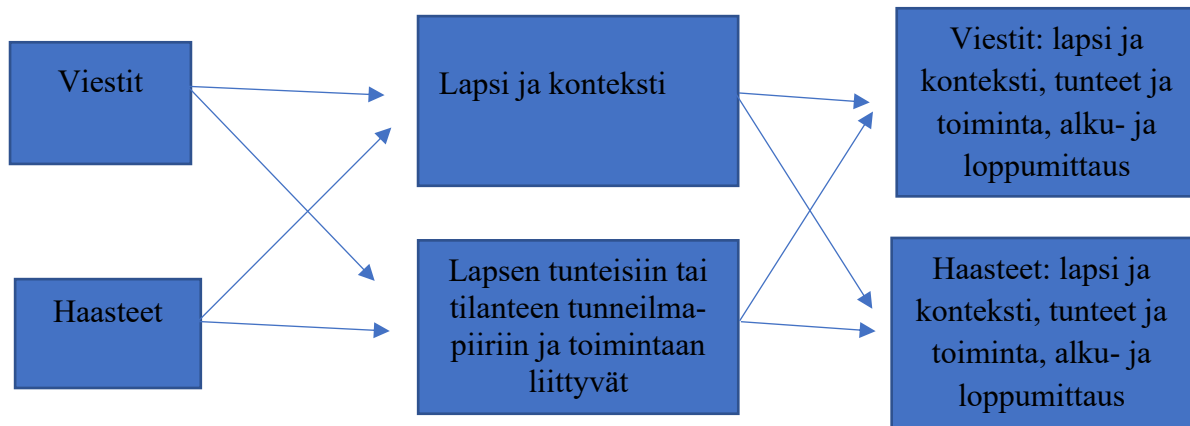 Viestit
Lapsi ja konteksti
Viestit: lapsi ja
konteksti, tunteet ja
toiminta, alku- ja
loppumittaus
Haasteet
Lapsen tunteisiin tai
tilanteen tunneilma-
piiriin ja toimintaan
liittyvät
Haasteet: lapsi ja
konteksti, tunteet ja
toiminta, alku- ja
loppumittaus